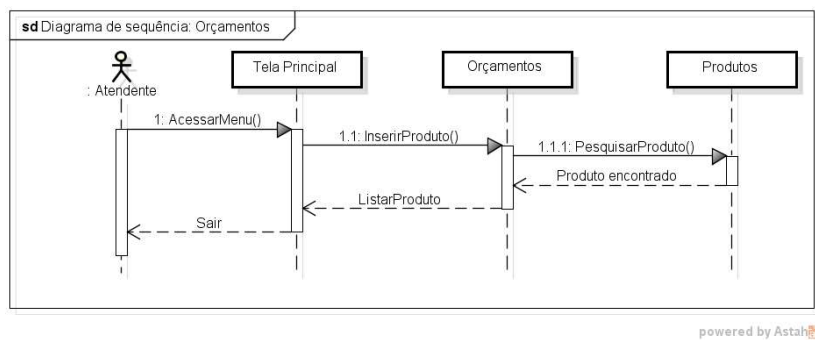 sd Diagrama de sequência: Orçamentos
: Atendente
Tela Principal
Orçamentos
Produtos
1: AcessarMenu()
1.1: InserirProduto()
1.1.1: PesquisarProduto()
Produto encontrado
ListarProduto
Sair
powered by Astah